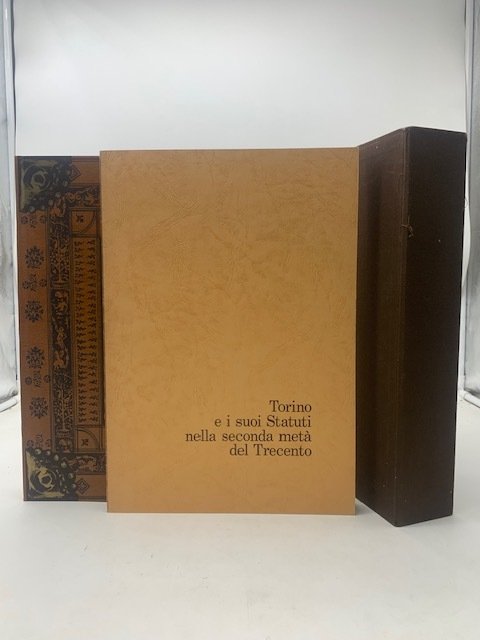 Torino
e i suoi Statuti
nella seconda metà
del Trecento